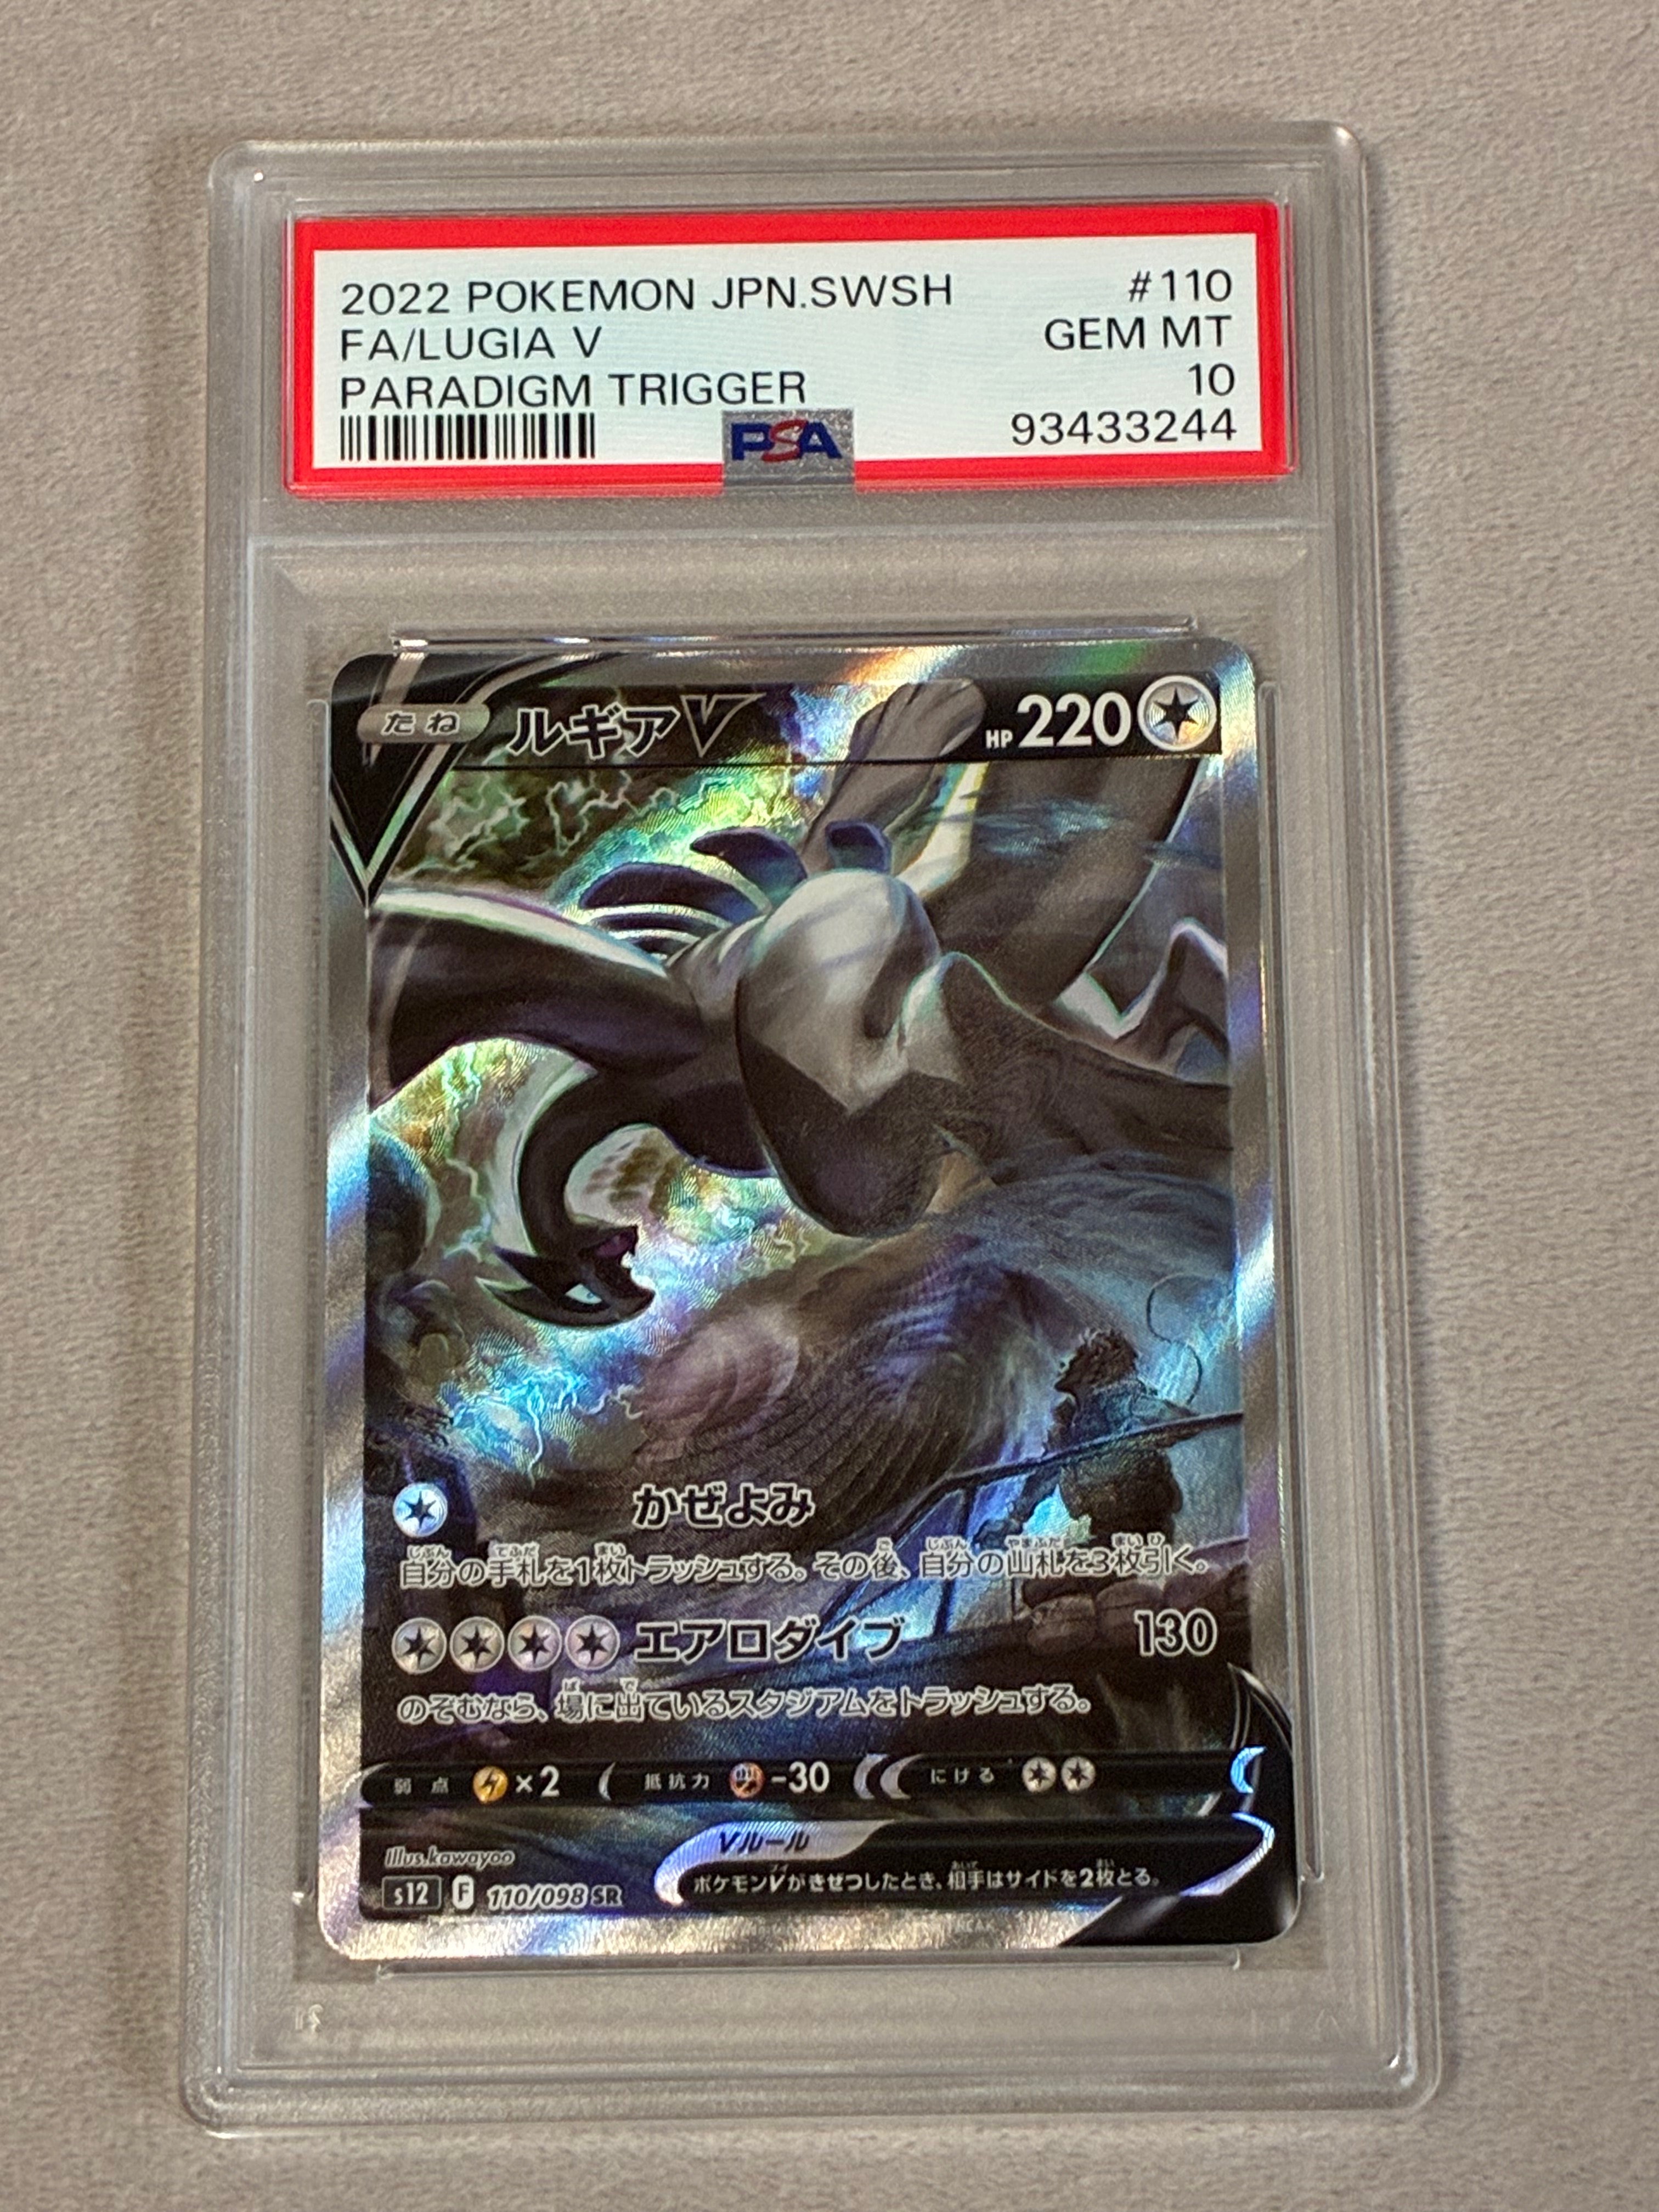 2022 POKEMON JPN.SWSH #110
FA/LUGIA V GEM MT
PARADIGM TRIGGER 10
PSA 93433244
たね ルギアV HP 220
かぜよみ
自分の手札を1枚トラッシュする。その後、自分の山札を3枚引く。
エアロダイブ 130
のぞむなら、場に出ているスタジアムをトラッシュする。
弱点 ×2 抵抗力 -30 にげる
Illus.kawayoo
Vルール
ポケモンVがきぜつしたとき、相手はサイドを2枚とる。
s12 F 110/098 SR